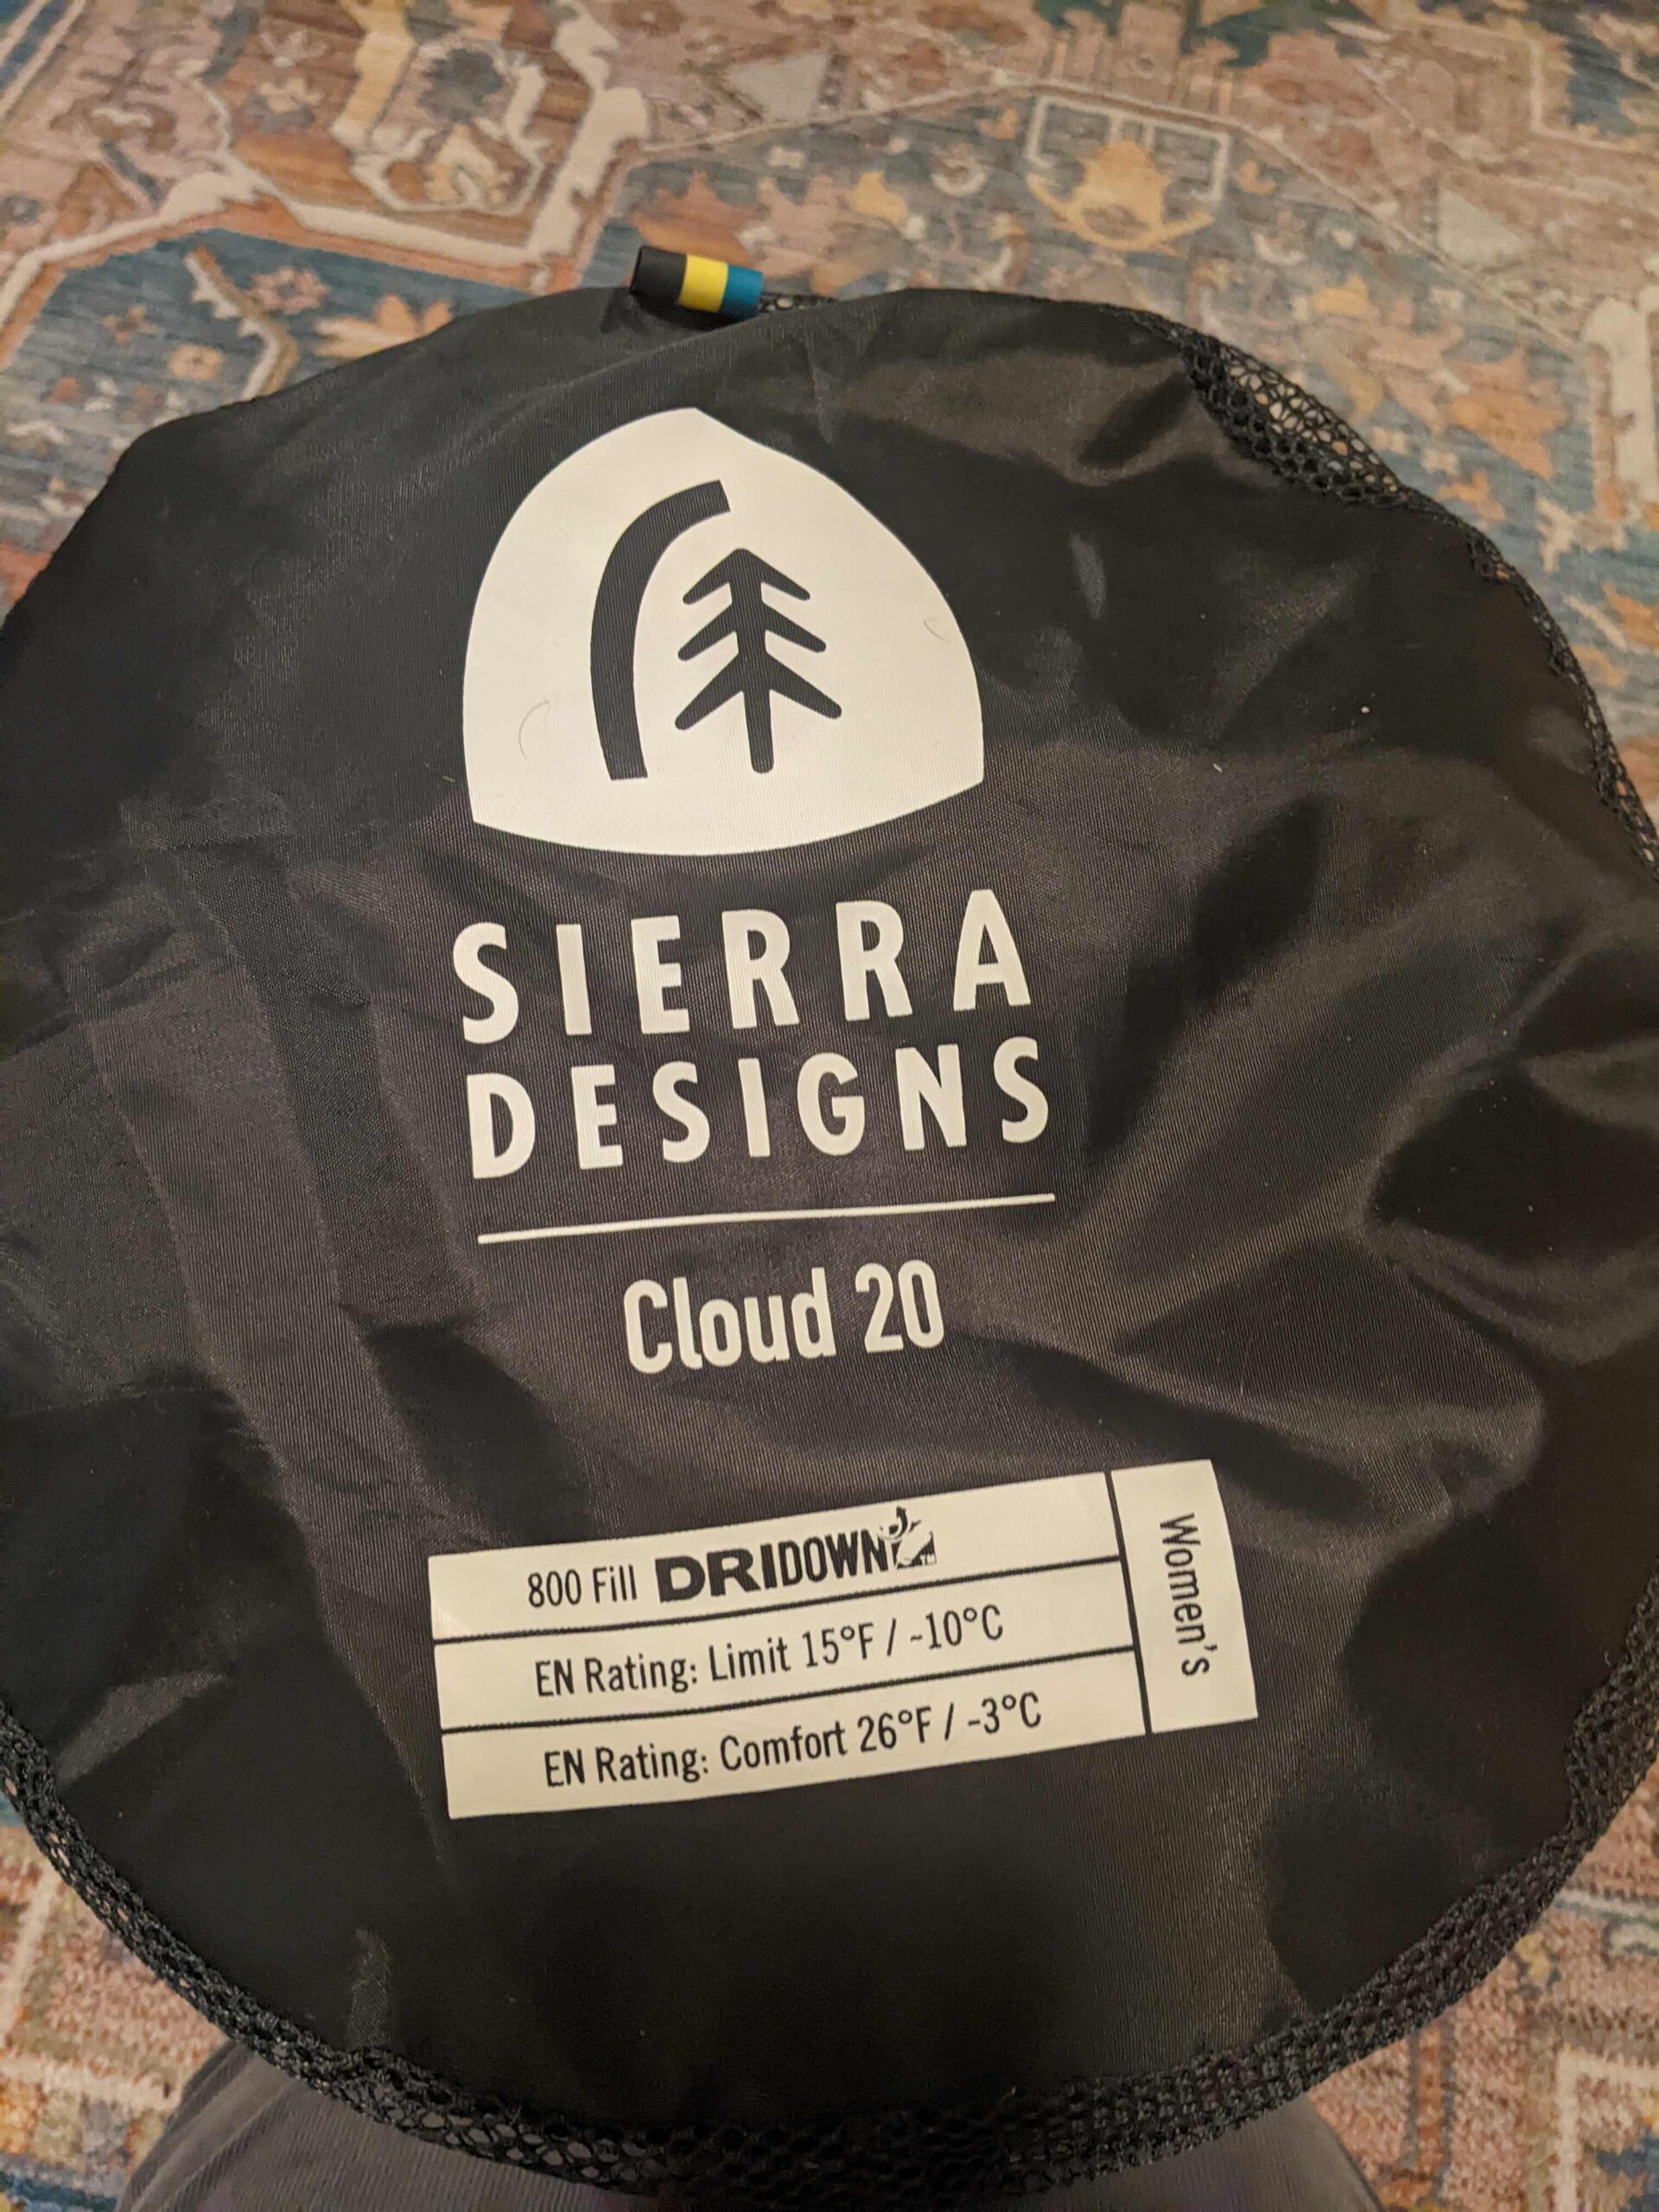 SIERRA
DESIGNS
Cloud 20
800 Fill DRIDOWN
EN Rating: Limit 15°F / -10°C
EN Rating: Comfort 26°F / -3°C
Women's